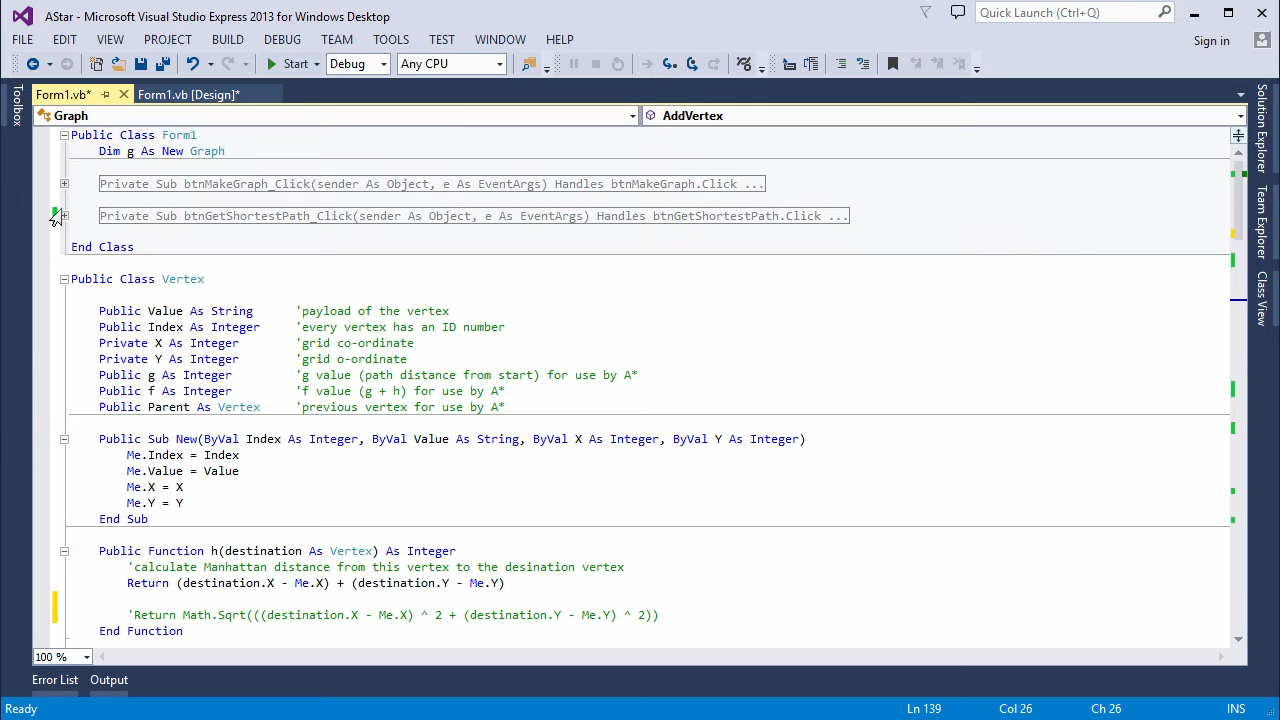 AStar - Microsoft Visual Studio Express 2013 for Windows Desktop
Quick Launch (Ctrl+Q)
FILE EDIT VIEW PROJECT BUILD DEBUG TEAM TOOLS TEST WINDOW HELP
Sign in
Start Debug Any CPU
Toolbox
Form1.vb* Form1.vb [Design]*
Graph AddVertex
Public Class Form1
Dim g As New Graph
Private Sub btnMakeGraph_Click(sender As Object, e As EventArgs) Handles btnMakeGraph.Click ...
Private Sub btnGetShortestPath_Click(sender As Object, e As EventArgs) Handles btnGetShortestPath.Click ...
End Class
Public Class Vertex
Public Value As String 'payload of the vertex
Public Index As Integer 'every vertex has an ID number
Private X As Integer 'grid co-ordinate
Private Y As Integer 'grid o-ordinate
Public g As Integer 'g value (path distance from start) for use by A*
Public f As Integer 'f value (g + h) for use by A*
Public Parent As Vertex 'previous vertex for use by A*
Public Sub New(ByVal Index As Integer, ByVal Value As String, ByVal X As Integer, ByVal Y As Integer)
Me.Index = Index
Me.Value = Value
Me.X = X
Me.Y = Y
End Sub
Public Function h(destination As Vertex) As Integer
'calculate Manhattan distance from this vertex to the desination vertex
Return (destination.X - Me.X) + (destination.Y - Me.Y)
'Return Math.Sqrt(((destination.X - Me.X) ^ 2 + (destination.Y - Me.Y) ^ 2))
End Function
100 %
Solution Explorer
Team Explorer
Class View
Error List Output
Ready Ln 139 Col 26 Ch 26 INS